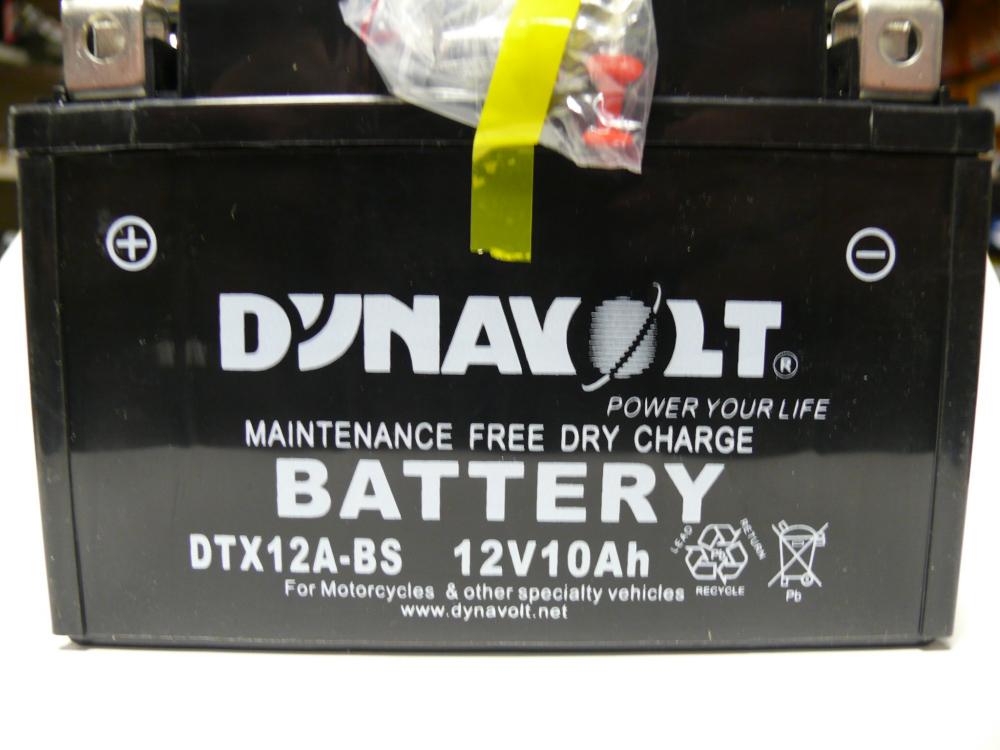 DYNAVOLT®
POWER YOUR LIFE
MAINTENANCE FREE DRY CHARGE
BATTERY
DTX12A-BS 12V10Ah
LEAD RETURN
Pb
RECYCLE
Pb
For Motorcycles & other specialty vehicles
www.dynavolt.net